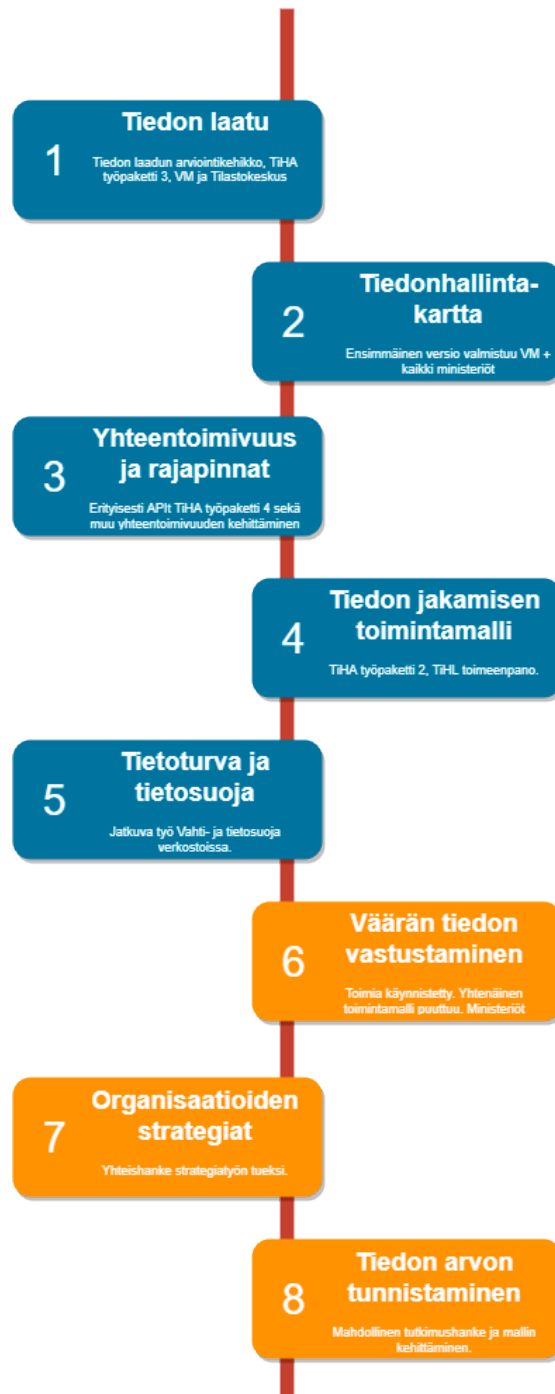 1
Tiedon laatu
Tiedon laadun arviointikehikko, TiHA
työpaketti 3, VM ja Tilastokeskus
2
Tiedonhallinta-
kartta
Ensimmäinen versio valmistuu VM +
kaikki ministeriöt
3
Yhteentoimivuus
ja rajapinnat
Erityisesti APIt TiHA työpaketti 4 sekä
muu yhteentoimivuuden kehittäminen
4
Tiedon jakamisen
toimintamalli
TiHA työpaketti 2, TiHL toimeenpano.
5
Tietoturva ja
tietosuoja
Jatkuva työ Vahti- ja tietosuoja
verkostoissa.
6
Väärän tiedon
vastustaminen
Toimia käynnistetty. Yhtenäinen
toimintamalli puuttuu. Ministeriöt
7
Organisaatioiden
strategiat
Yhteishanke strategiatyön tueksi.
8
Tiedon arvon
tunnistaminen
Mahdollinen tutkimushanke ja mallin
kehittäminen.